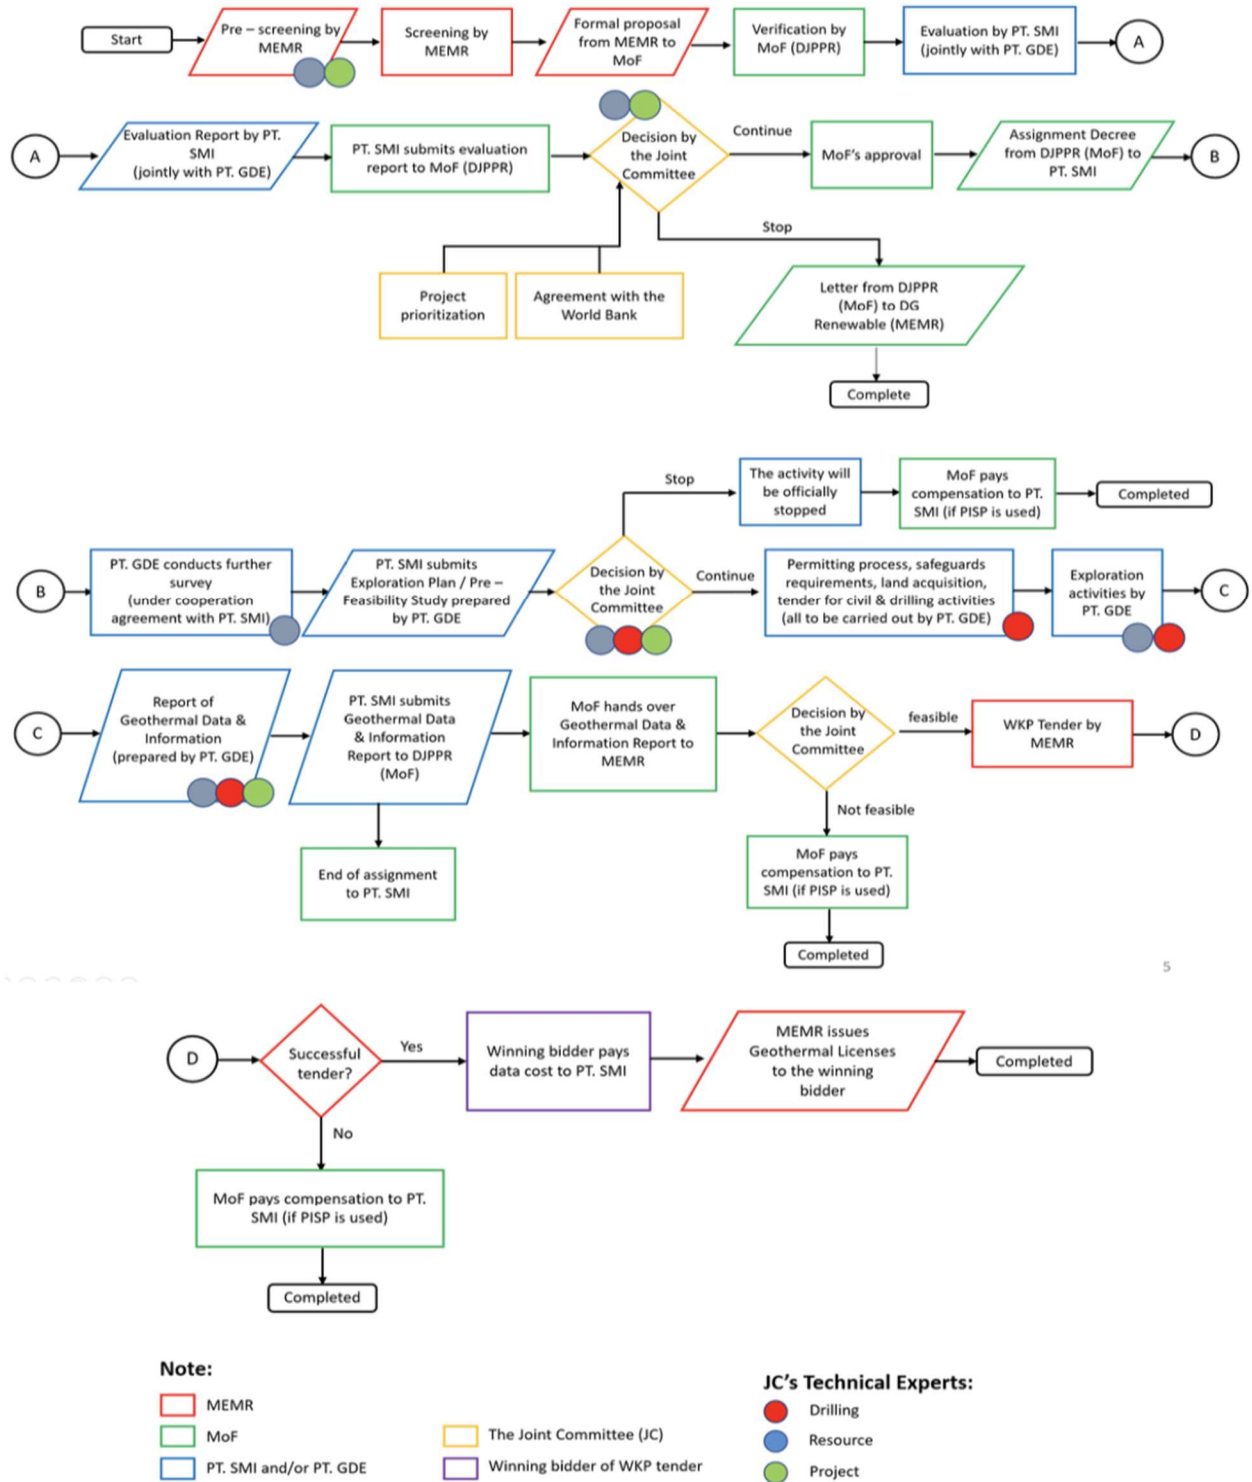 Start
Pre – screening by
MEMR
Screening by
MEMR
Formal proposal
from MEMR to
MoF
Verification by
MoF (DJPPR)
Evaluation by PT. SMI
(jointly with PT. GDE)
A
A
Evaluation Report by PT.
SMI
(jointly with PT. GDE)
PT. SMI submits evaluation
report to MoF (DJPPR)
Decision by
the Joint
Committee
Continue
MoF's approval
Assignment Decree
from DJPPR (MoF) to
PT. SMI
B
Stop
Project
prioritization
Agreement with the
World Bank
Letter from DJPPR
(MoF) to DG
Renewable (MEMR)
Complete
Stop
The activity will
be officially
stopped
MoF pays
compensation to PT.
SMI (if PISP is used)
Completed
B
PT. GDE conducts further
survey
(under cooperation
agreement with PT. SMI)
PT. SMI submits
Exploration Plan / Pre –
Feasibility Study prepared
by PT. GDE
Decision by
the Joint
Committee
Continue
Permitting process, safeguards
requirements, land acquisition,
tender for civil & drilling activities
(all to be carried out by PT. GDE)
Exploration
activities by
PT. GDE
C
C
Report of
Geothermal Data &
Information
(prepared by PT. GDE)
PT. SMI submits
Geothermal Data
& Information
Report to DJPPR
(MoF)
MoF hands over
Geothermal Data &
Information Report to
MEMR
Decision by
the Joint
Committee
feasible
WKP Tender by
MEMR
D
Not feasible
End of assignment
to PT. SMI
MoF pays
compensation to PT.
SMI (if PISP is used)
Completed
5
D
Successful
tender?
Yes
Winning bidder pays
data cost to PT. SMI
MEMR issues
Geothermal Licenses
to the winning
bidder
Completed
No
MoF pays compensation to PT.
SMI (if PISP is used)
Completed
Note:
MEMR
MoF
PT. SMI and/or PT. GDE
The Joint Committee (JC)
Winning bidder of WKP tender
JC's Technical Experts:
Drilling
Resource
Project